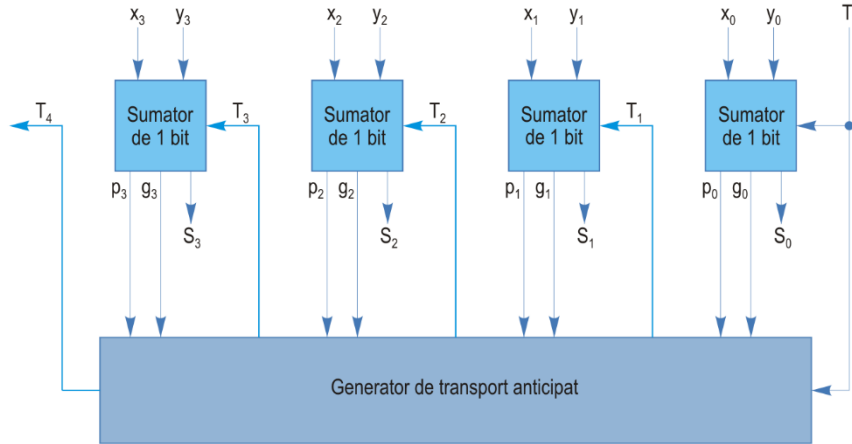 x₃ y₃ x₂ y₂ x₁ y₁ x₀ y₀ T
T₄ Sumator de 1 bit T₃ Sumator de 1 bit T₂ Sumator de 1 bit T₁ Sumator de 1 bit
p₃ g₃ p₂ g₂ p₁ g₁ p₀ g₀
S₃ S₂ S₁ S₀
Generator de transport anticipat